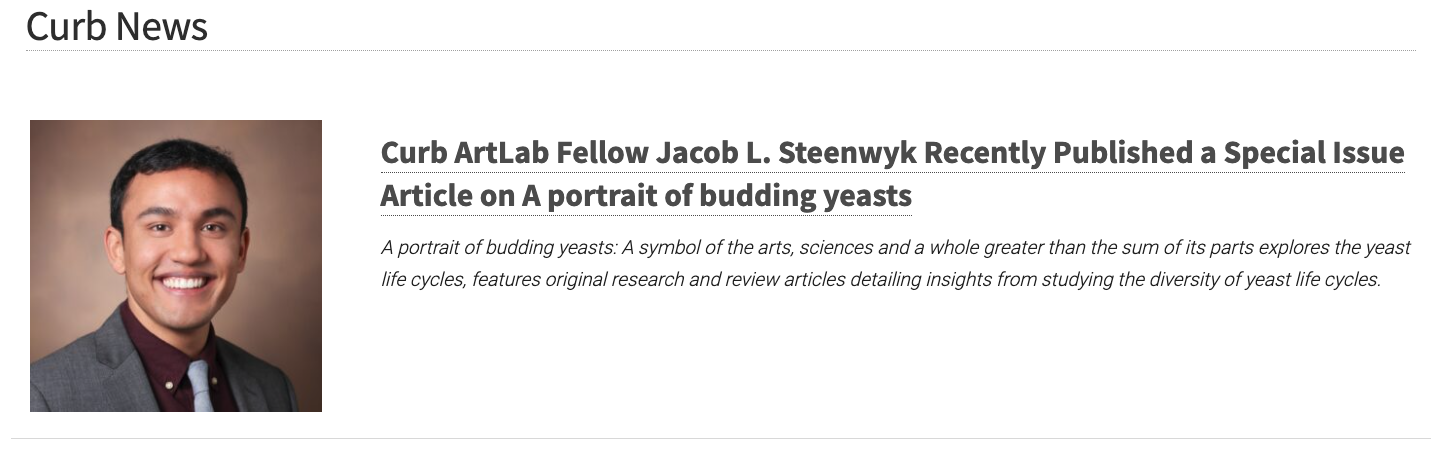 Curb News
Curb ArtLab Fellow Jacob L. Steenwyk Recently Published a Special Issue
Article on A portrait of budding yeasts
A portrait of budding yeasts: A symbol of the arts, sciences and a whole greater than the sum of its parts explores the yeast
life cycles, features original research and review articles detailing insights from studying the diversity of yeast life cycles.